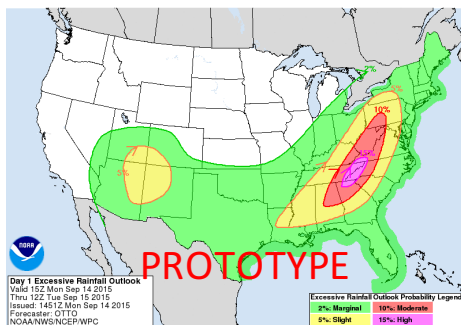 2%
5%
10%
15%
5%
PROTOTYPE
NOAA
Day 1 Excessive Rainfall Outlook
Valid 15Z Mon Sep 14 2015
Thru 12Z Tue Sep 15 2015
Issued: 1451Z Mon Sep 14 2015
Forecaster: OTTO
NOAA/NWS/NCEP/WPC
Excessive Rainfall Outlook Probability Legend
2%: Marginal 10%: Moderate
5%: Slight 15%: High